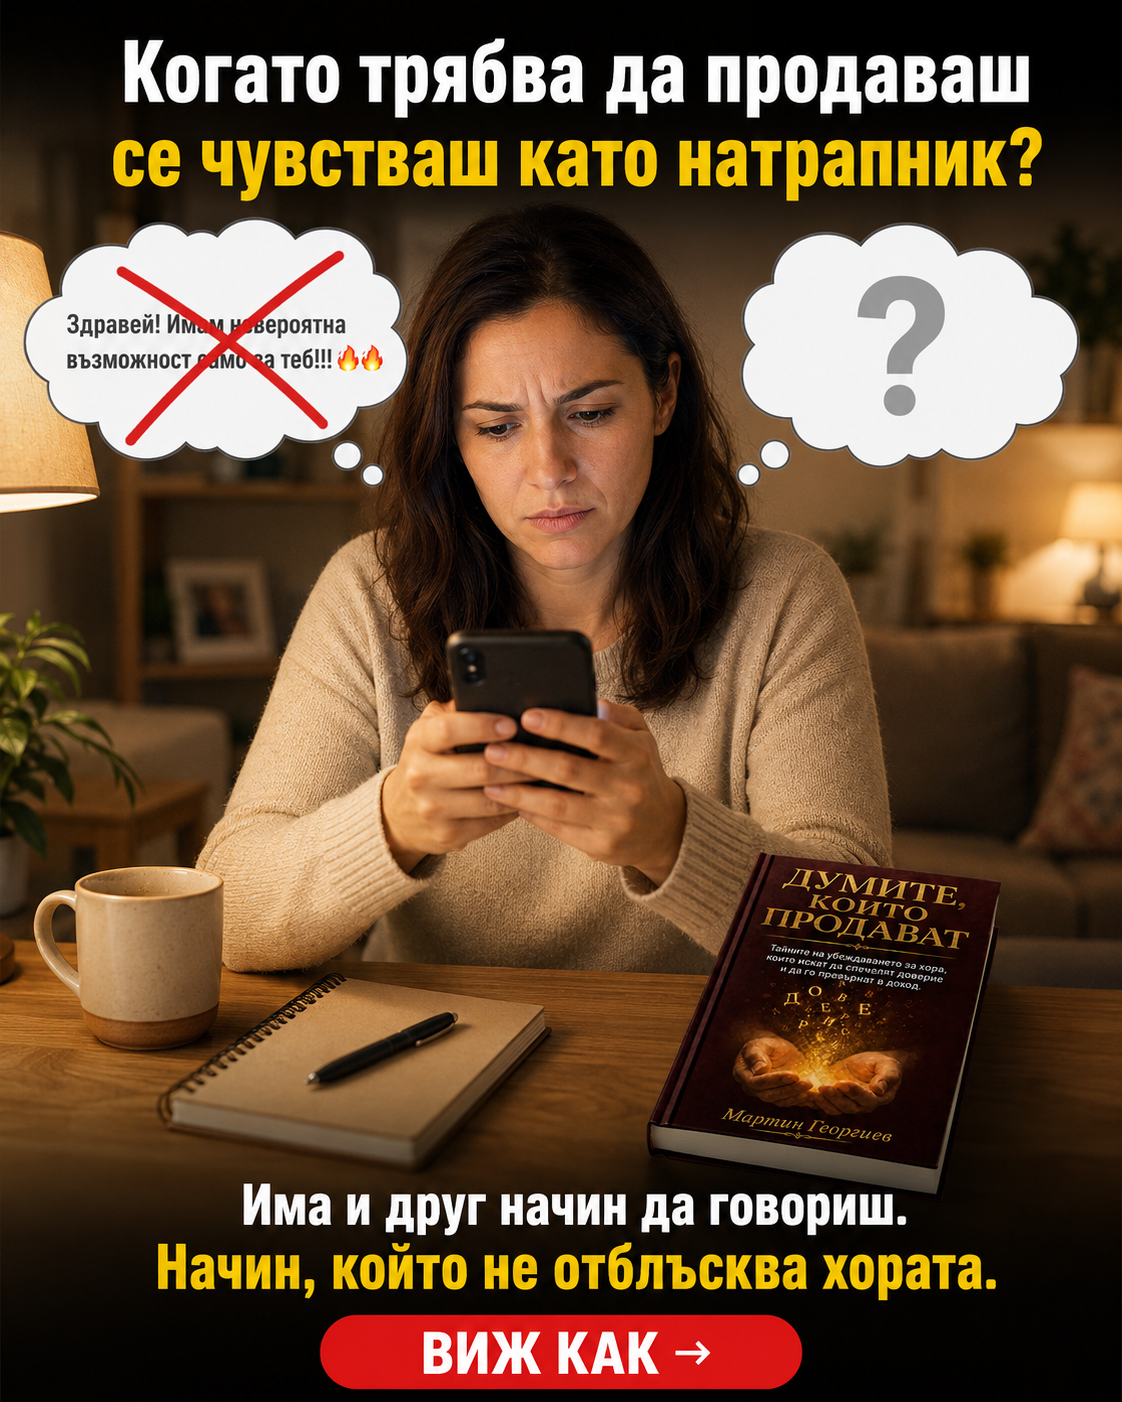 Когато трябва да продаваш
се чувстваш като натрапник?
Здравей! Имам невероятна
възможност само за теб!!! 🔥🔥
?
ДУМИТЕ,
КОИТО
ПРОДАВАТ
Тайните на убеждаването за хора,
които искат да спечелят доверие
и да го превърнат в доход.
Д О В Е
Е Р
Р И С
Мартин Георгиев
Има и друг начин да говориш.
Начин, който не отблъсква хората.
ВИЖ КАК →